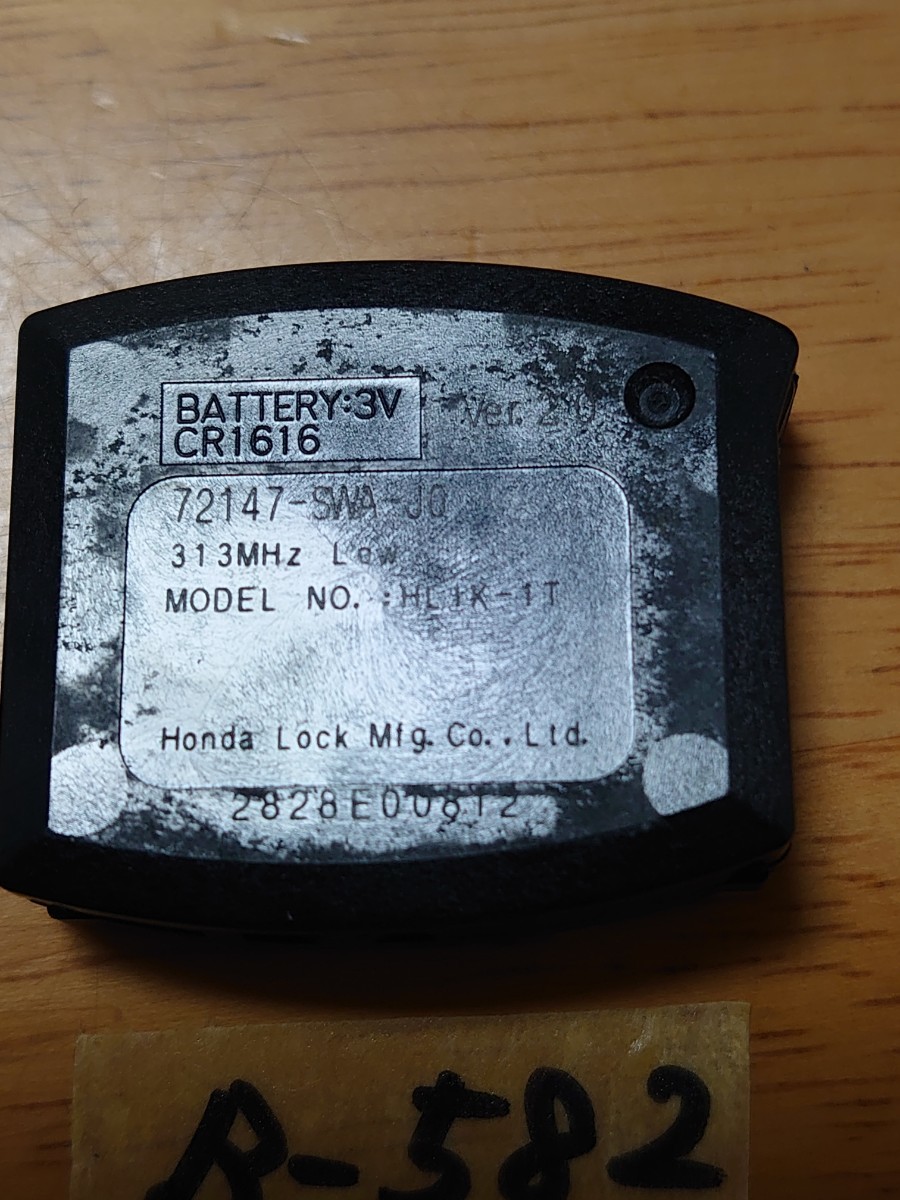 BATTERY:3V
Ver. 2.0
CR1616
72147-SWA-J0
313MHz Low
MODEL NO. :HLIK-1T
Honda Lock Mfg. Co., Ltd.
2828E00812
R-582